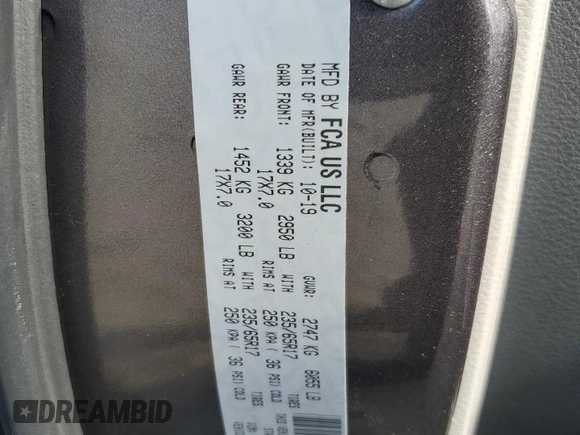 MFD BY FCA US LLC
DATE OF MFR(BUILT): 10-19 GVWR: 2747 KG 6055 LB
GAWR FRONT: 1339 KG 2950 LB WITH 235/65R17 TIRES
17X7.0 RIMS AT 250 KPA ( 36 PSI) COLD
GAWR REAR: 1452 KG 3200 LB WITH 235/65R17 TIRES
17X7.0 RIMS AT 250 KPA ( 36 PSI) COLD
DREAMBID